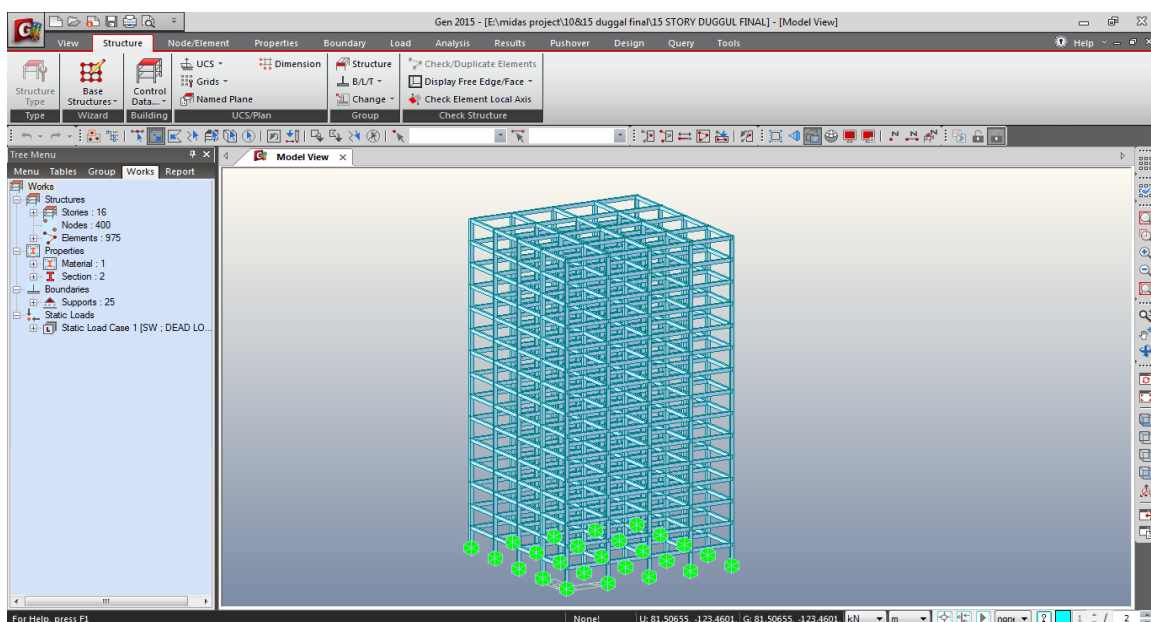 Gen 2015 - [E:\midas project\10&15 duggal final\15 STORY DUGGUL FINAL] - [Model View]
View Structure Node/Element Properties Boundary Load Analysis Results Pushover Design Query Tools Help
UCS Dimension Structure Check/Duplicate Elements
Grids B/L/T Display Free Edge/Face
Structure Type Base Structures Control Data... Named Plane Change Check Element Local Axis
Type Wizard Building UCS/Plan Group Check Structure
Tree Menu
Model View
Menu Tables Group Works Report
Works
Structures
Stories : 16
Nodes : 400
Elements : 975
Properties
Material : 1
Section : 2
Boundaries
Supports : 25
Static Loads
Static Load Case 1 [SW ; DEAD LO...
For Help, press F1 None! U: 81.50655, -123.4601 G: 81.50655, -123.4601 kN m none 1 / 2